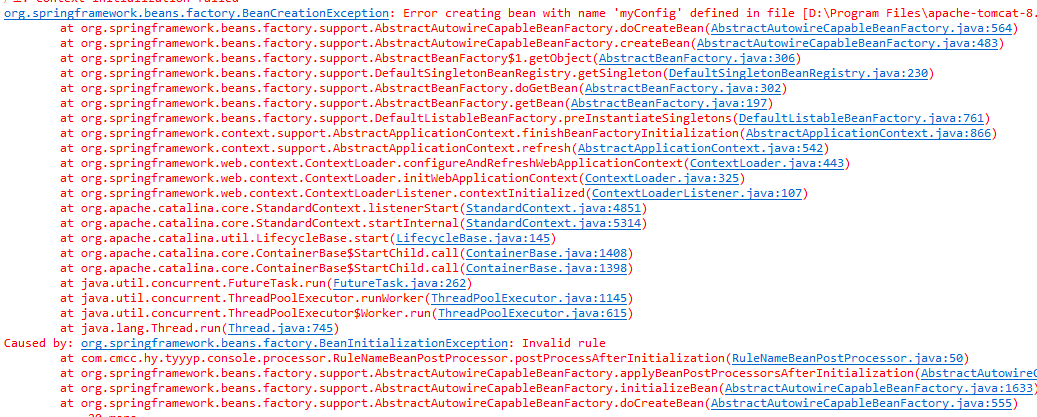 org.springframework.beans.factory.BeanCreationException: Error creating bean with name 'myConfig' defined in file [D:\Program Files\apache-tomcat-8.
at org.springframework.beans.factory.support.AbstractAutowireCapableBeanFactory.doCreateBean(AbstractAutowireCapableBeanFactory.java:564)
at org.springframework.beans.factory.support.AbstractAutowireCapableBeanFactory.createBean(AbstractAutowireCapableBeanFactory.java:483)
at org.springframework.beans.factory.support.AbstractBeanFactory$1.getObject(AbstractBeanFactory.java:306)
at org.springframework.beans.factory.support.DefaultSingletonBeanRegistry.getSingleton(DefaultSingletonBeanRegistry.java:230)
at org.springframework.beans.factory.support.AbstractBeanFactory.doGetBean(AbstractBeanFactory.java:302)
at org.springframework.beans.factory.support.AbstractBeanFactory.getBean(AbstractBeanFactory.java:197)
at org.springframework.beans.factory.support.DefaultListableBeanFactory.preInstantiateSingletons(DefaultListableBeanFactory.java:761)
at org.springframework.context.support.AbstractApplicationContext.finishBeanFactoryInitialization(AbstractApplicationContext.java:866)
at org.springframework.context.support.AbstractApplicationContext.refresh(AbstractApplicationContext.java:542)
at org.springframework.web.context.ContextLoader.configureAndRefreshWebApplicationContext(ContextLoader.java:443)
at org.springframework.web.context.ContextLoader.initWebApplicationContext(ContextLoader.java:325)
at org.springframework.web.context.ContextLoaderListener.contextInitialized(ContextLoaderListener.java:107)
at org.apache.catalina.core.StandardContext.listenerStart(StandardContext.java:4851)
at org.apache.catalina.core.StandardContext.startInternal(StandardContext.java:5314)
at org.apache.catalina.util.LifecycleBase.start(LifecycleBase.java:145)
at org.apache.catalina.core.ContainerBase$StartChild.call(ContainerBase.java:1408)
at org.apache.catalina.core.ContainerBase$StartChild.call(ContainerBase.java:1398)
at java.util.concurrent.FutureTask.run(FutureTask.java:262)
at java.util.concurrent.ThreadPoolExecutor.runWorker(ThreadPoolExecutor.java:1145)
at java.util.concurrent.ThreadPoolExecutor$Worker.run(ThreadPoolExecutor.java:615)
at java.lang.Thread.run(Thread.java:745)
Caused by: org.springframework.beans.factory.BeanInitializationException: Invalid rule
at com.cmcc.hy.tyyyp.console.processor.RuleNameBeanPostProcessor.postProcessAfterInitialization(RuleNameBeanPostProcessor.java:50)
at org.springframework.beans.factory.support.AbstractAutowireCapableBeanFactory.applyBeanPostProcessorsAfterInitialization(AbstractAutowireC
at org.springframework.beans.factory.support.AbstractAutowireCapableBeanFactory.initializeBean(AbstractAutowireCapableBeanFactory.java:1633)
at org.springframework.beans.factory.support.AbstractAutowireCapableBeanFactory.doCreateBean(AbstractAutowireCapableBeanFactory.java:555)